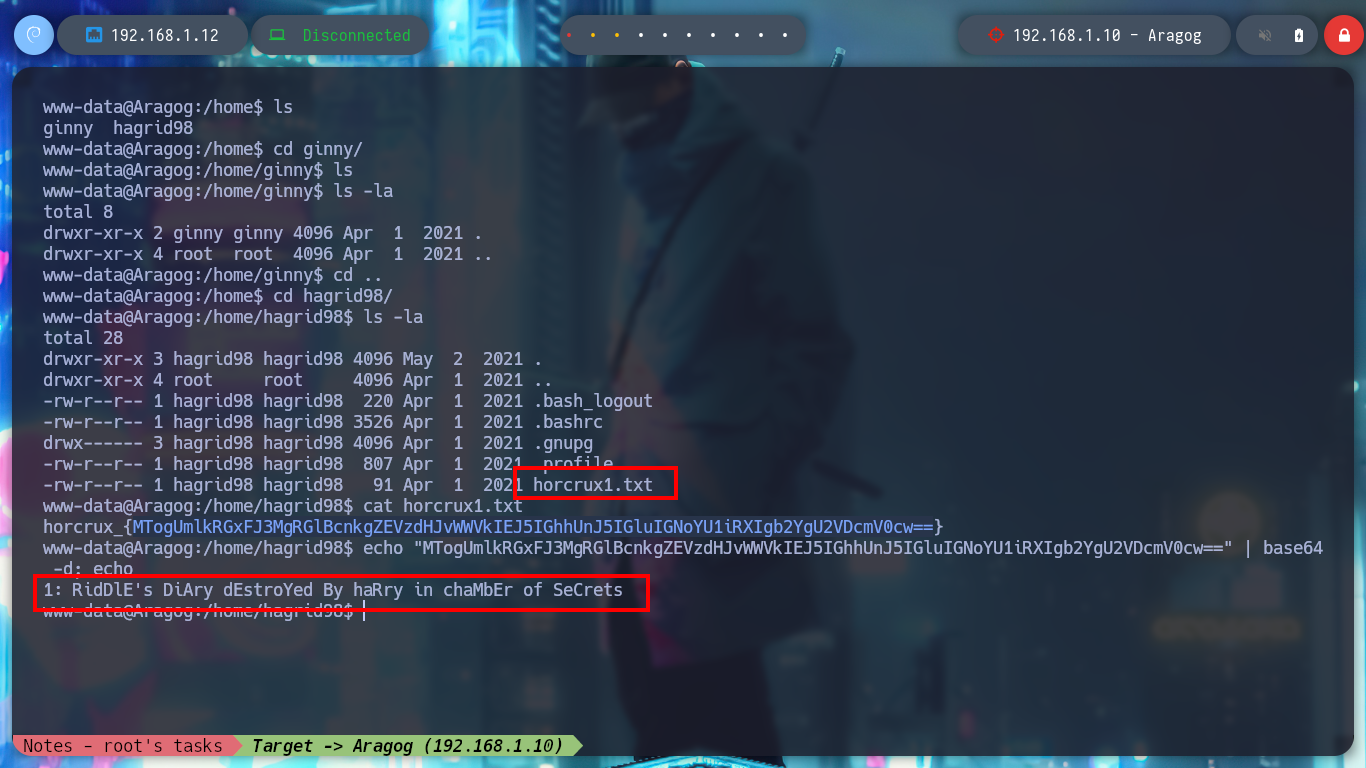 192.168.1.12 Disconnected 192.168.1.10 - Aragog
www-data@Aragog:/home$ ls
ginny  hagrid98
www-data@Aragog:/home$ cd ginny/
www-data@Aragog:/home/ginny$ ls
www-data@Aragog:/home/ginny$ ls -la
total 8
drwxr-xr-x 2 ginny ginny 4096 Apr  1  2021 .
drwxr-xr-x 4 root  root  4096 Apr  1  2021 ..
www-data@Aragog:/home/ginny$ cd ..
www-data@Aragog:/home$ cd hagrid98/
www-data@Aragog:/home/hagrid98$ ls -la
total 28
drwxr-xr-x 3 hagrid98 hagrid98 4096 May  2  2021 .
drwxr-xr-x 4 root     root     4096 Apr  1  2021 ..
-rw-r--r-- 1 hagrid98 hagrid98  220 Apr  1  2021 .bash_logout
-rw-r--r-- 1 hagrid98 hagrid98 3526 Apr  1  2021 .bashrc
drwx------ 3 hagrid98 hagrid98 4096 Apr  1  2021 .gnupg
-rw-r--r-- 1 hagrid98 hagrid98  807 Apr  1  2021 .profile
-rw-r--r-- 1 hagrid98 hagrid98   91 Apr  1  2021 horcrux1.txt
www-data@Aragog:/home/hagrid98$ cat horcrux1.txt
horcrux_{MTogUmlkRGxFJ3MgRGlBcnkgZEVzdHJvWWVkIEJ5IGhhUnJ5IGluIGNoYU1iRXIgb2YgU2VDcmV0cw==}
www-data@Aragog:/home/hagrid98$ echo "MTogUmlkRGxFJ3MgRGlBcnkgZEVzdHJvWWVkIEJ5IGhhUnJ5IGluIGNoYU1iRXIgb2YgU2VDcmV0cw==" | base64
 -d; echo
1: RidDlE's DiAry dEstroYed By haRry in chaMbEr of SeCrets
www-data@Aragog:/home/hagrid98$
Notes - root's tasks Target -> Aragog (192.168.1.10)